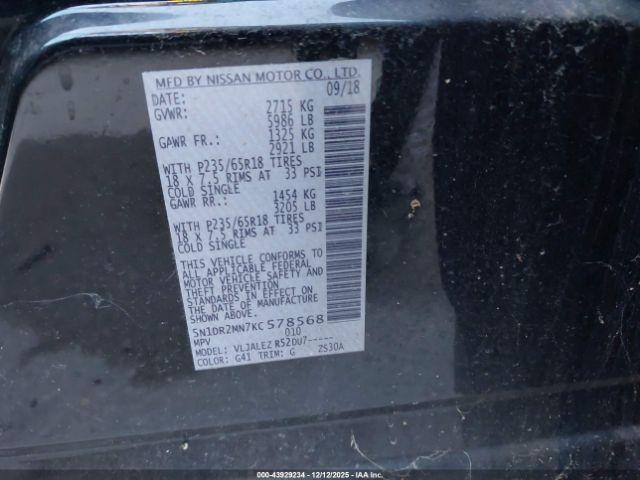 MFD BY NISSAN MOTOR CO., LTD.
DATE: 09/18
GVWR: 2715 KG
5986 LB
GAWR FR.: 1325 KG
2921 LB
WITH P235/65R18 TIRES
18 X 7.5 RIMS AT 33 PSI
COLD SINGLE
GAWR RR.: 1454 KG
3205 LB
WITH P235/65R18 TIRES
18 X 7.5 RIMS AT 33 PSI
COLD SINGLE
THIS VEHICLE CONFORMS TO
ALL APPLICABLE FEDERAL
MOTOR VEHICLE SAFETY AND
THEFT PREVENTION
STANDARDS IN EFFECT ON
THE DATE OF MANUFACTURE
SHOWN ABOVE.
5N1DR2MN7KC578568
MPV 010
MODEL: VLJALEZ R52DU7-----
COLOR: G41 TRIM: G ZS30A
000-43929234 - 12/12/2025 - IAAI.COM